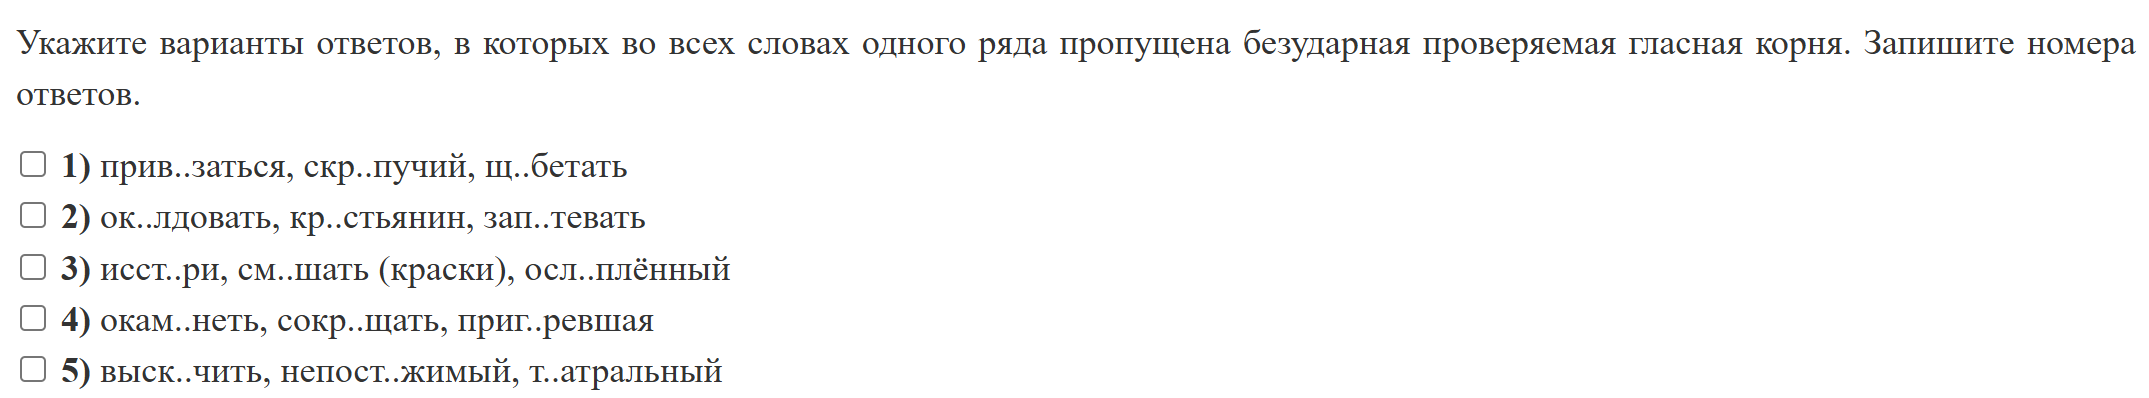 Укажите варианты ответов, в которых во всех словах одного ряда пропущена безударная проверяемая гласная корня. Запишите номера
ответов.
1) прив..заться, скр..пучий, щ..бетать
2) ок..лдовать, кр..стьянин, зап..тевать
3) исст..ри, см..шать (краски), осл..плённый
4) окам..неть, сокр..щать, приг..ревшая
5) выск..чить, непост..жимый, т..атральный